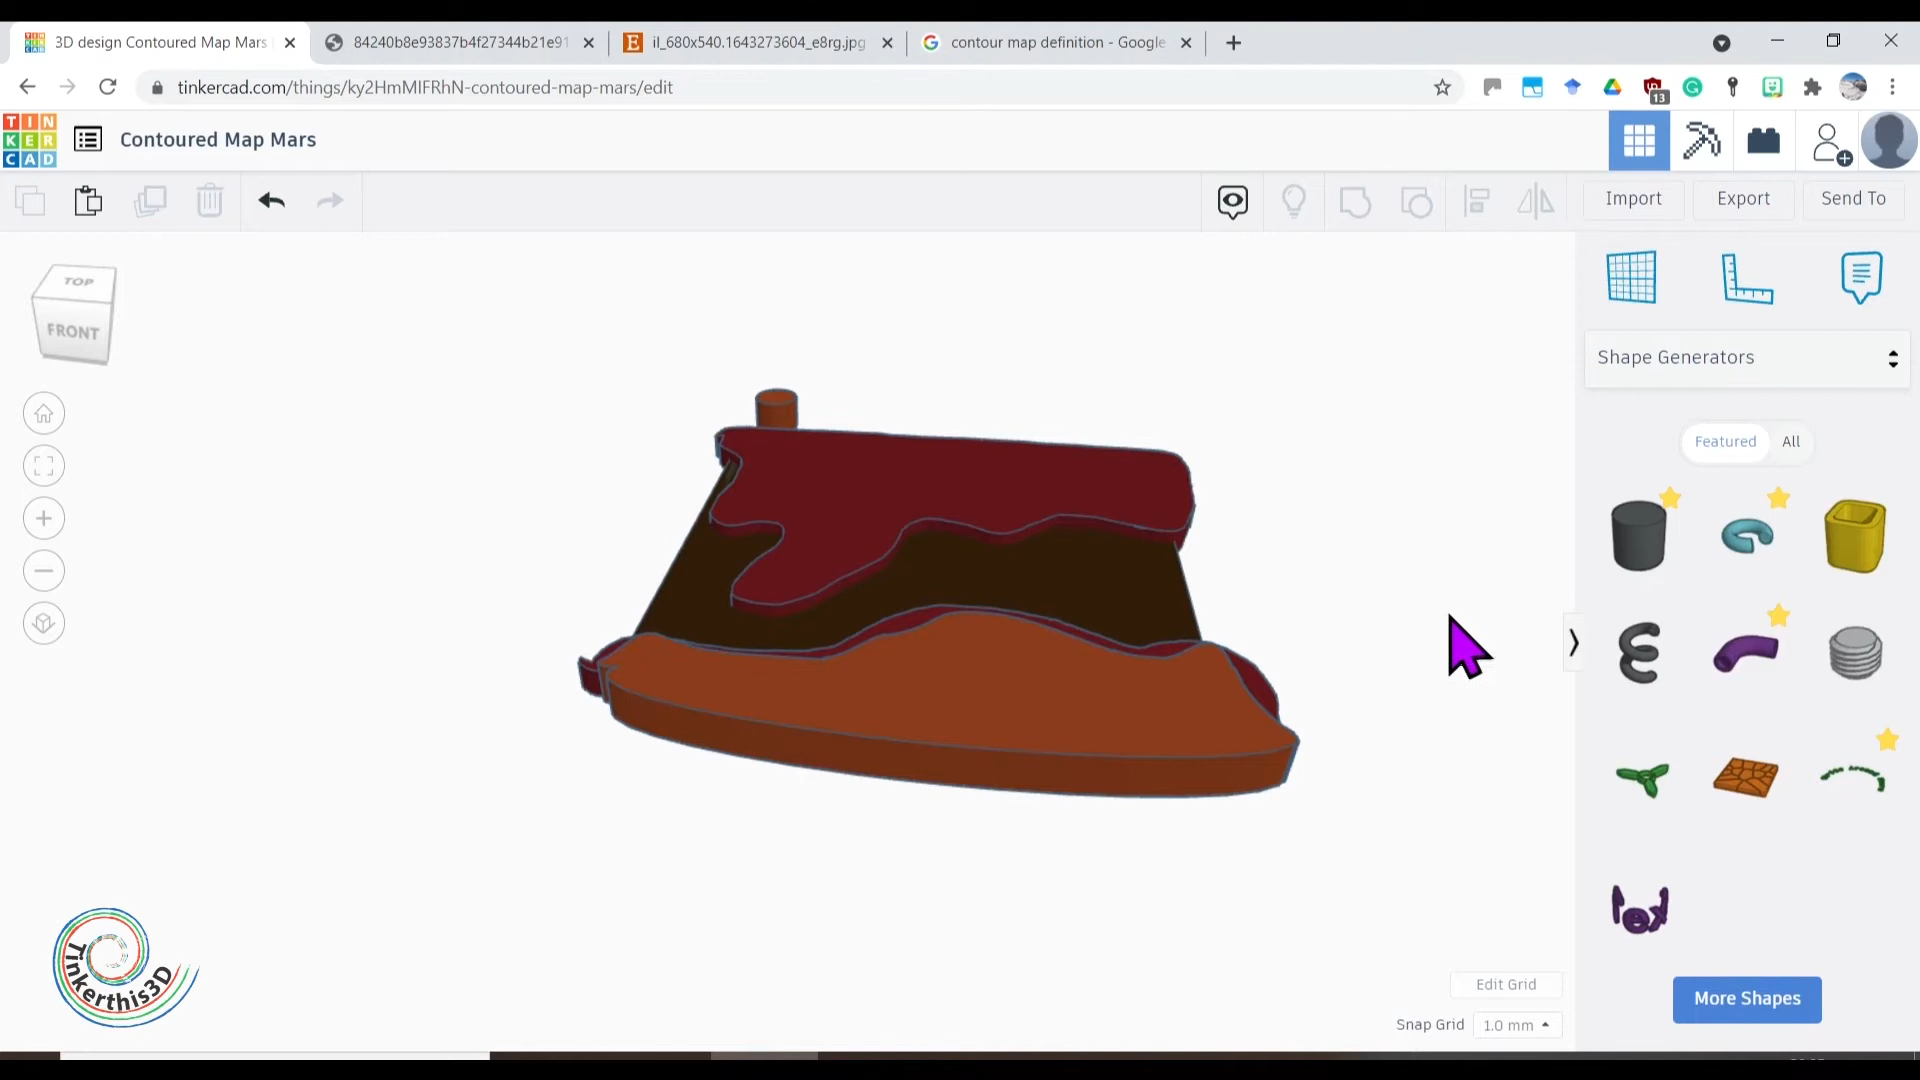 3D design Contoured Map Mars
84240b8e93837b4f27344b21e91
il_680x540.1643273604_e8rg.jpg
contour map definition - Google
tinkercad.com/things/ky2HmMIFRhN-contoured-map-mars/edit
13
TIN
KER
CAD
Contoured Map Mars
Import
Export
Send To
TOP
FRONT
Shape Generators
Featured
All
Tinkerthis3D
Edit Grid
Snap Grid
1.0 mm
More Shapes